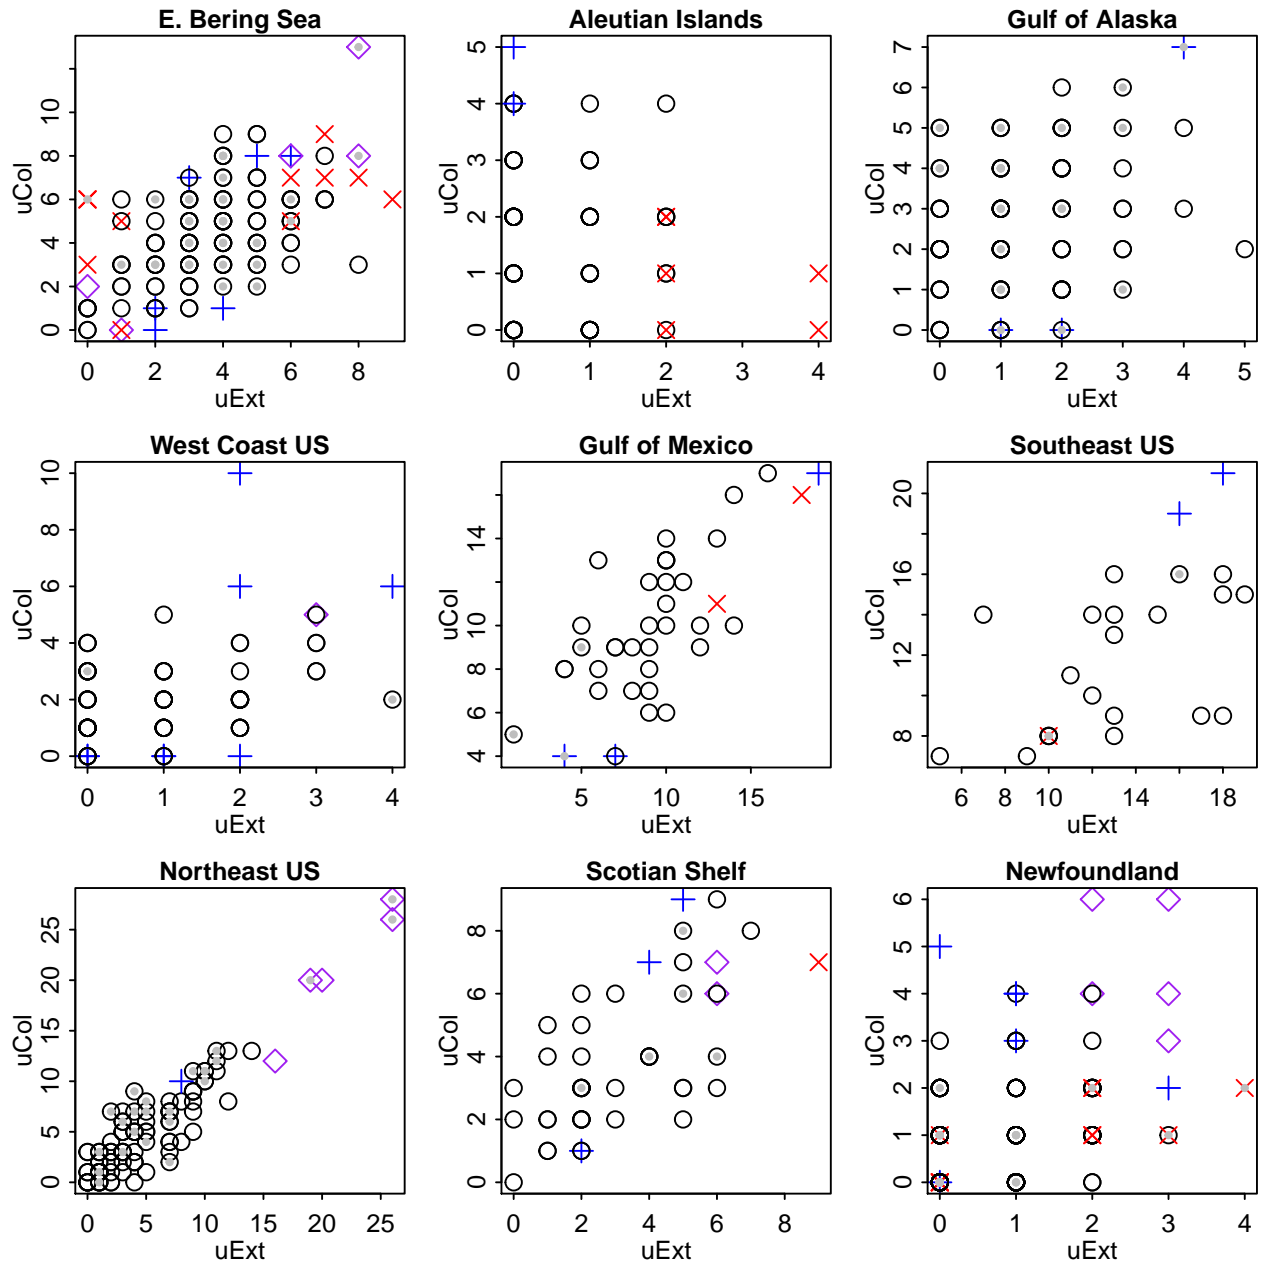 E. Bering Sea
Aleutian Islands
Gulf of Alaska
uCol
0 2 4 6 8 10
0 2 4 6 8
uExt
uCol
0 1 2 3 4 5
0 1 2 3 4
uExt
uCol
0 1 2 3 4 5 6 7
0 1 2 3 4 5
uExt
West Coast US
Gulf of Mexico
Southeast US
uCol
0 2 4 6 8 10
0 1 2 3 4
uExt
uCol
4 6 8 10 14
5 10 15
uExt
uCol
8 12 16 20
6 8 10 14 18
uExt
Northeast US
Scotian Shelf
Newfoundland
uCol
0 5 10 15 20 25
0 5 10 15 20 25
uExt
uCol
0 2 4 6 8
0 2 4 6 8
uExt
uCol
0 1 2 3 4 5 6
0 1 2 3 4
uExt